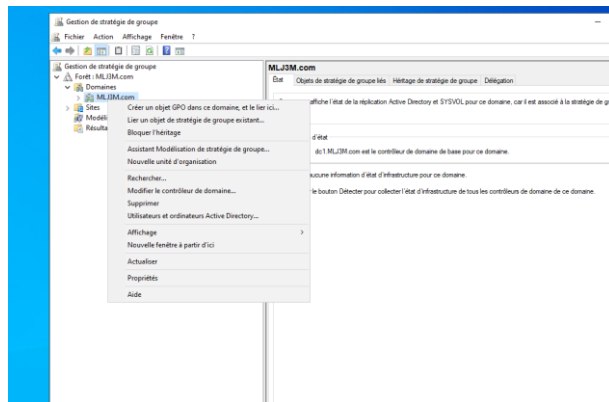 Gestion de stratégie de groupe
Fichier Action Affichage Fenêtre ?
Gestion de stratégie de groupe
Forêt : MLJ3M.com
Domaines
MLJ3M.com
Sites
Modéli
Résulta
Créer un objet GPO dans ce domaine, et le lier ici...
Lier un objet de stratégie de groupe existant...
Bloquer l'héritage
Assistant Modélisation de stratégie de groupe...
Nouvelle unité d'organisation
Rechercher...
Modifier le contrôleur de domaine...
Supprimer
Utilisateurs et ordinateurs Active Directory...
Affichage
Nouvelle fenêtre à partir d'ici
Actualiser
Propriétés
Aide
MLJ3M.com
État Objets de stratégie de groupe liés Héritage de stratégie de groupe Délégation
affiche l'état de la réplication Active Directory et SYSVOL pour ce domaine, car il est associé à la stratégie de g
d'état
dc1.MLJ3M.com est le contrôleur de domaine de base pour ce domaine.
aucune information d'état d'infrastructure pour ce domaine.
le bouton Détecter pour collecter l'état d'infrastructure de tous les contrôleurs de domaine de ce domaine.